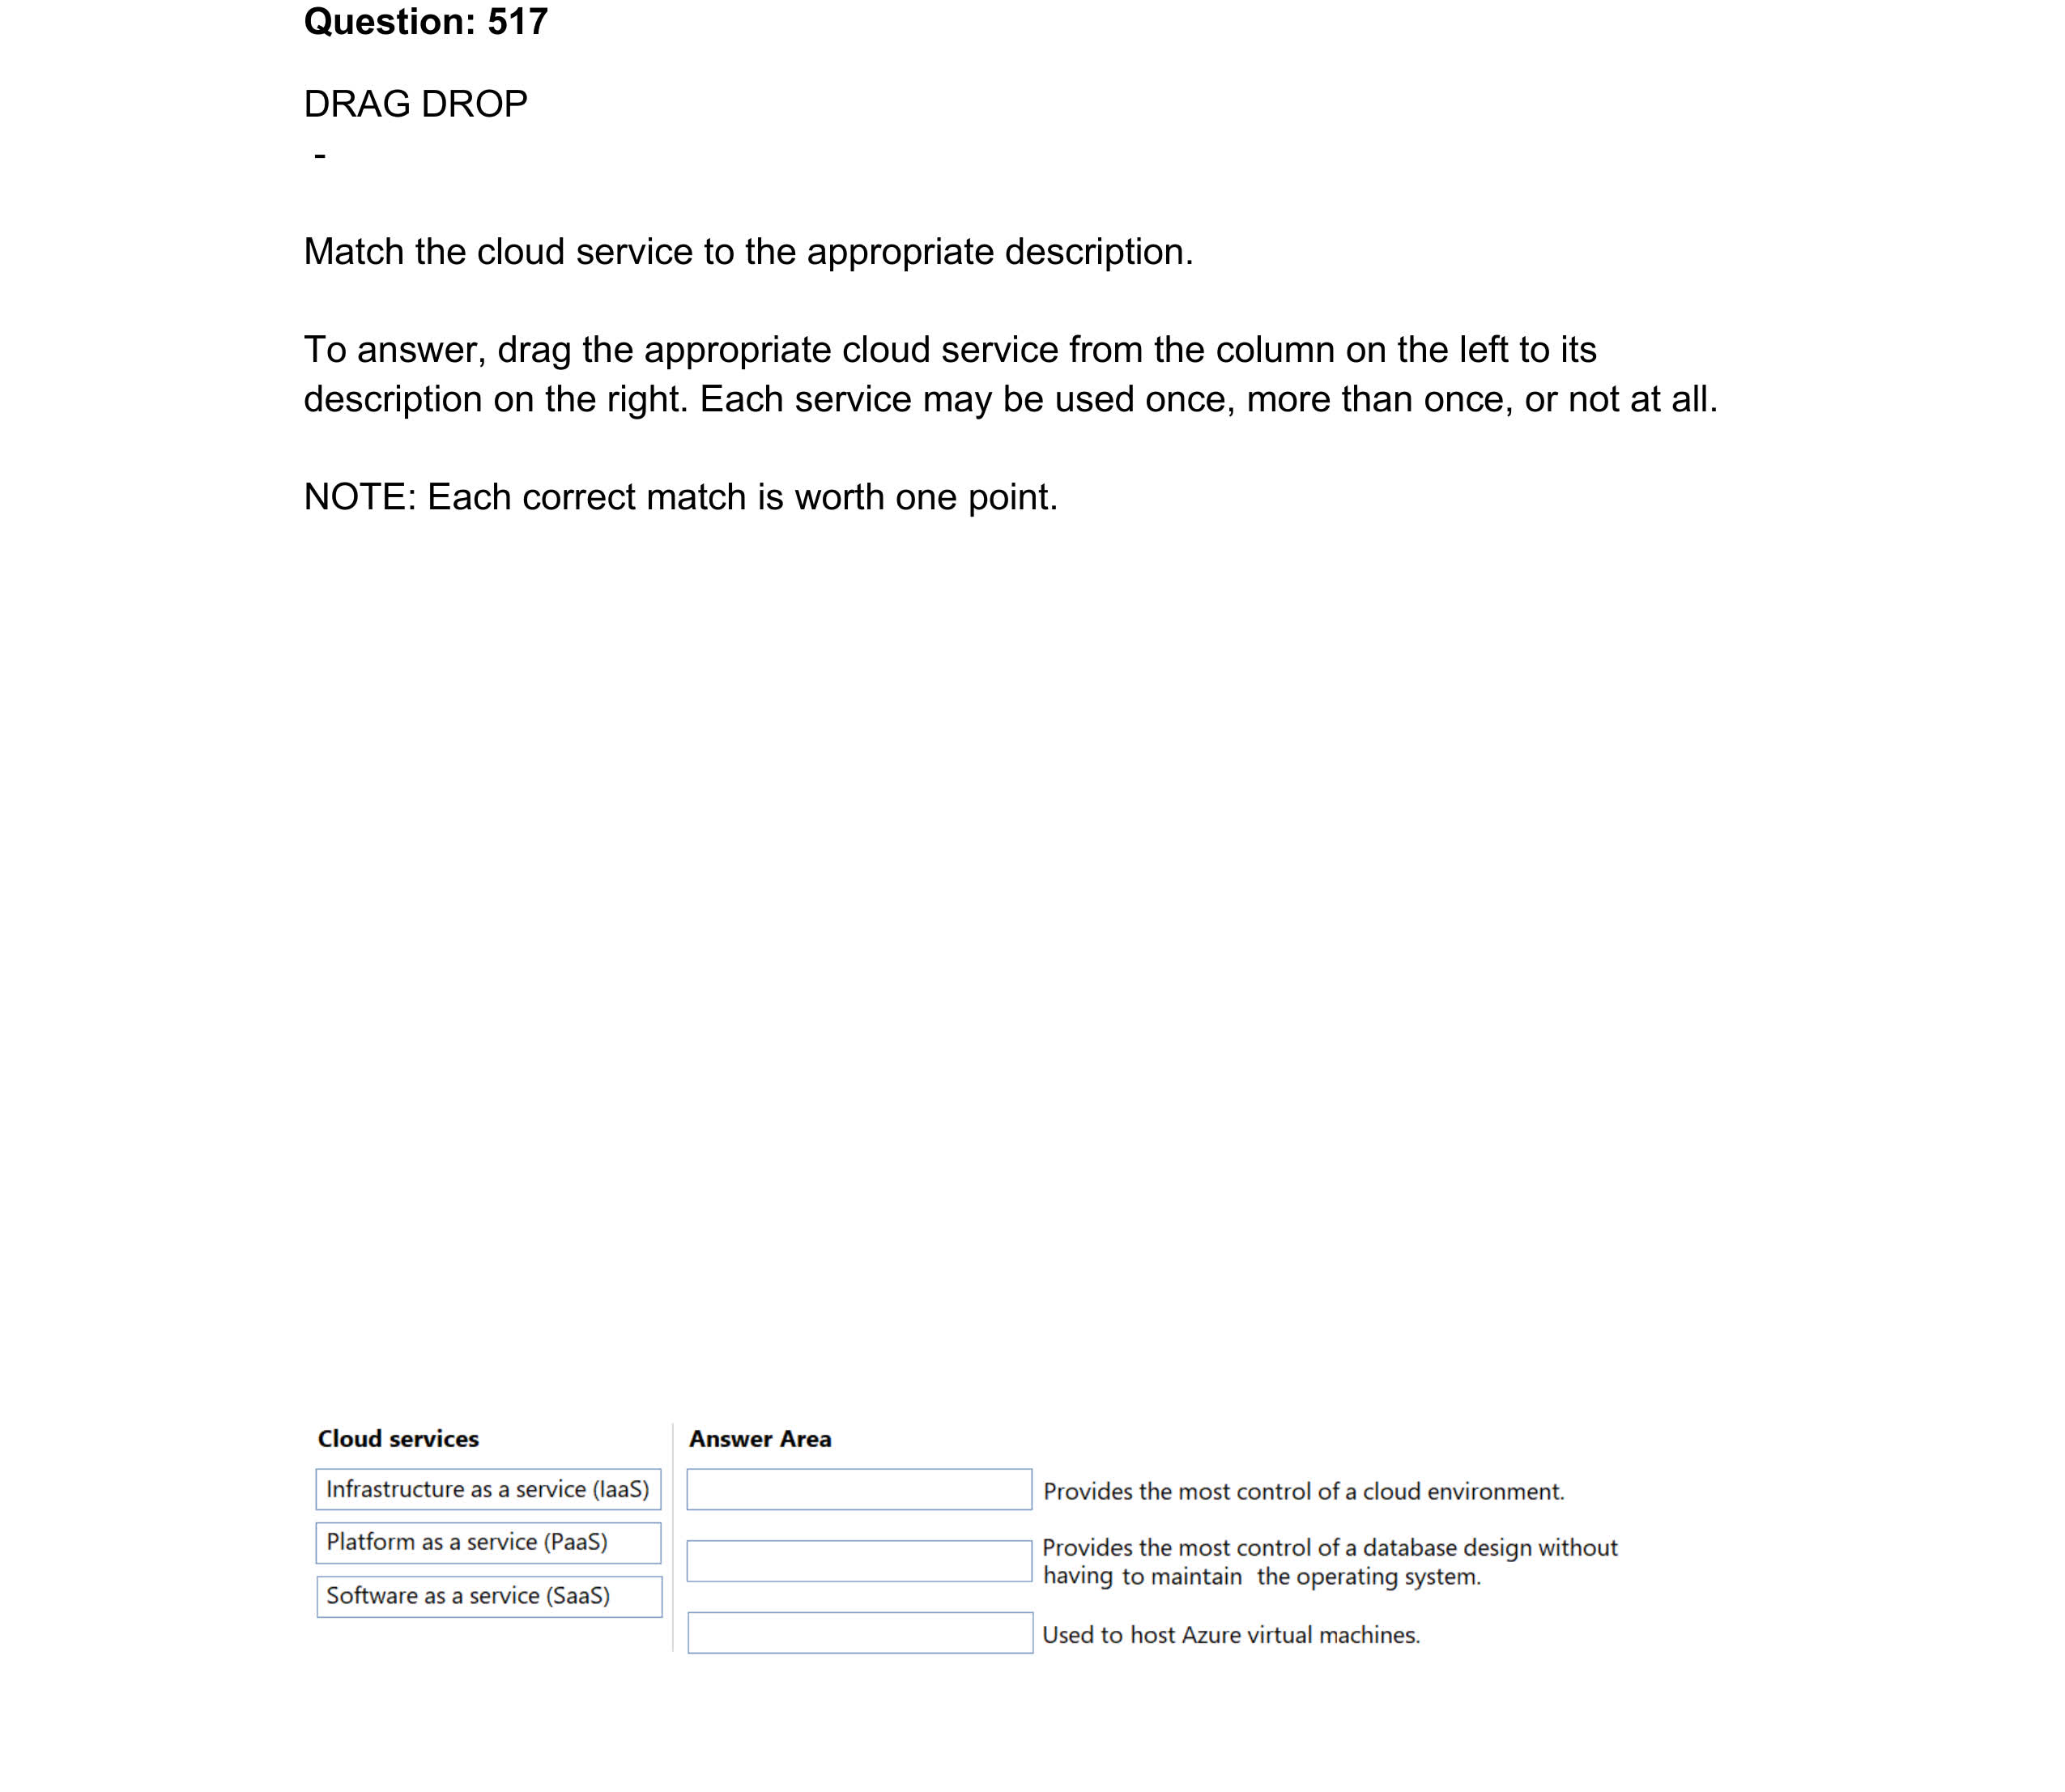 Question: 517
DRAG DROP
-
Match the cloud service to the appropriate description.
To answer, drag the appropriate cloud service from the column on the left to its
description on the right. Each service may be used once, more than once, or not at all.
NOTE: Each correct match is worth one point.
Cloud services
Infrastructure as a service (IaaS)
Platform as a service (PaaS)
Software as a service (SaaS)
Answer Area
Provides the most control of a cloud environment.
Provides the most control of a database design without
having to maintain the operating system.
Used to host Azure virtual machines.